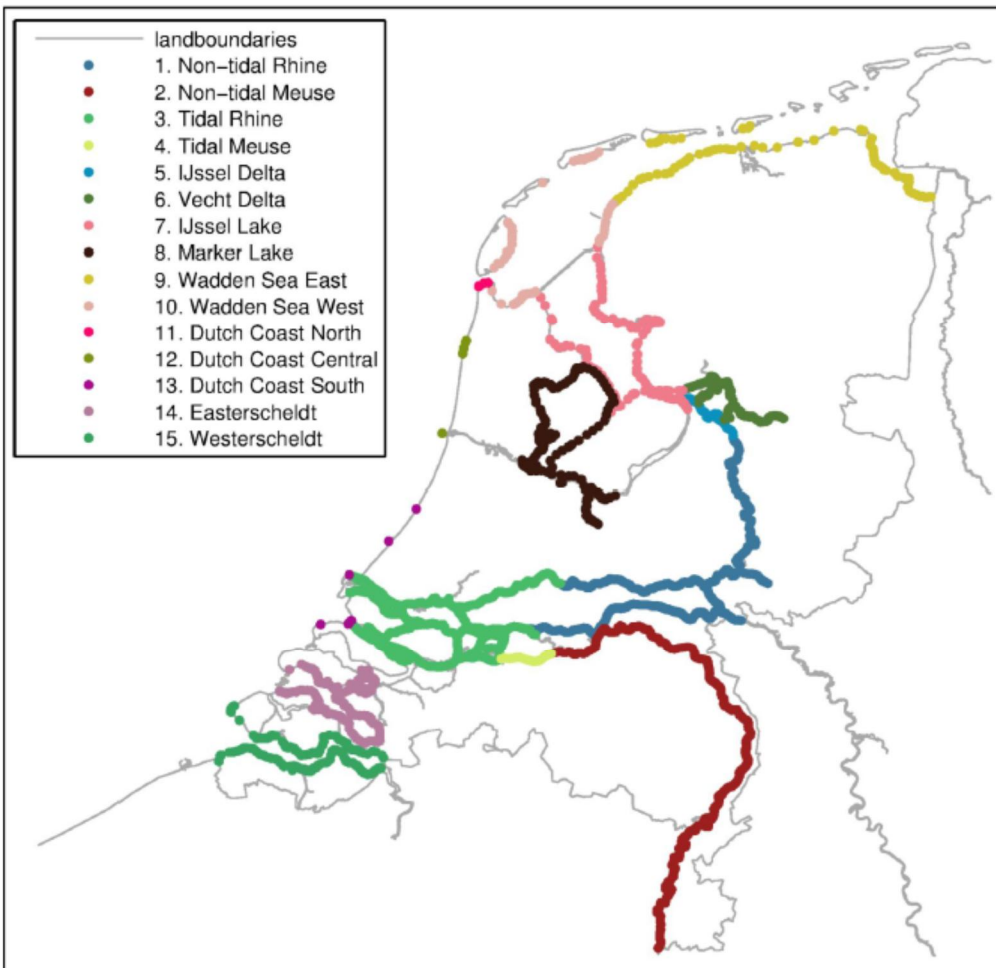 landboundaries
1. Non-tidal Rhine
2. Non-tidal Meuse
3. Tidal Rhine
4. Tidal Meuse
5. IJssel Delta
6. Vecht Delta
7. IJssel Lake
8. Marker Lake
9. Wadden Sea East
10. Wadden Sea West
11. Dutch Coast North
12. Dutch Coast Central
13. Dutch Coast South
14. Easterscheldt
15. Westerscheldt